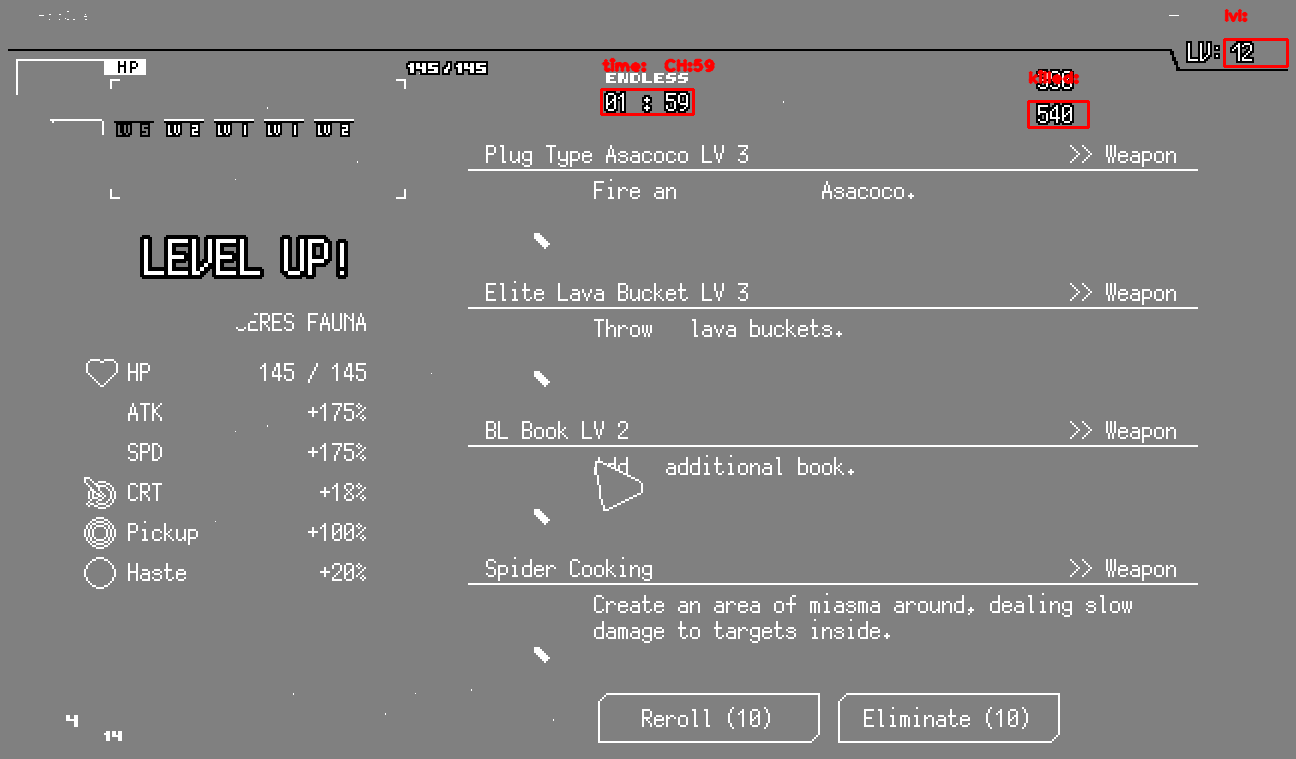 lvl:
LV: 12
HP
145/145
time: CH:59
ENDLESS
01 : 59
killed:
540
LV 5 LV 2 LV 1 LV 1 LV 2
LEVEL UP!
CERES FAUNA
HP 145 / 145
ATK +175%
SPD +175%
CRT +18%
Pickup +100%
Haste +20%
Plug Type Asacoco LV 3 >> Weapon
Fire an Asacoco.
Elite Lava Bucket LV 3 >> Weapon
Throw lava buckets.
BL Book LV 2 >> Weapon
Add additional book.
Spider Cooking >> Weapon
Create an area of miasma around, dealing slow
damage to targets inside.
Reroll (10) Eliminate (10)
4
14